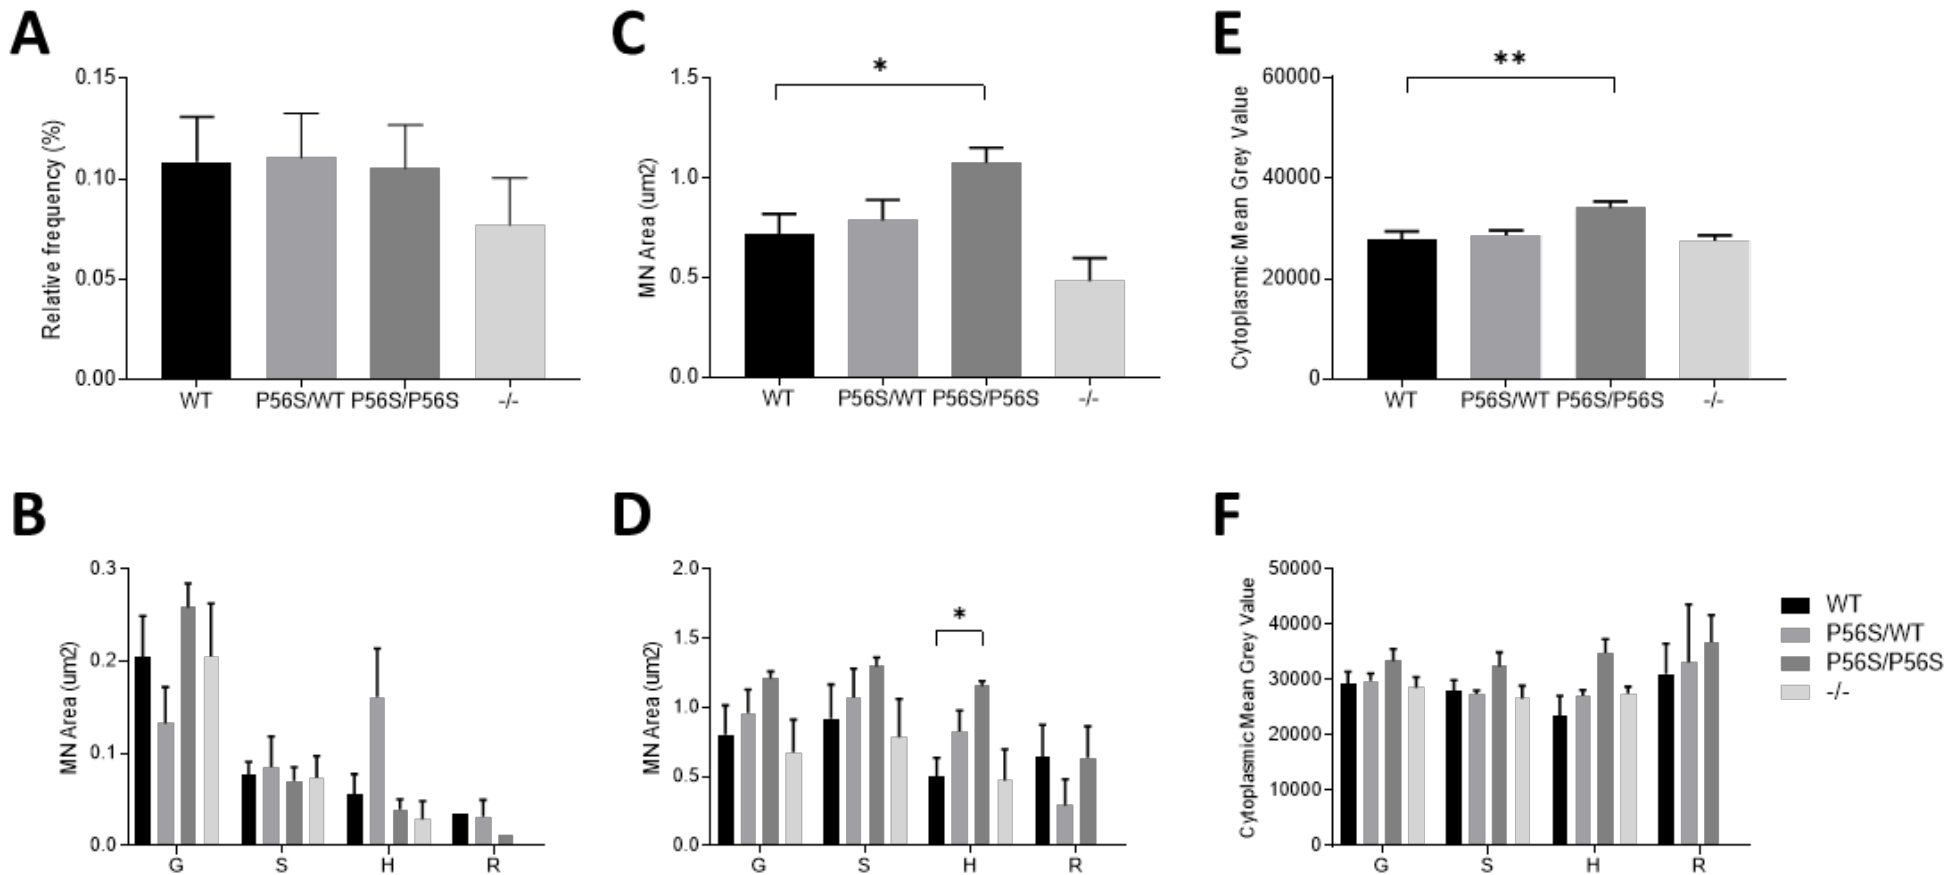 A
Relative frequency (%)
0.15
0.10
0.05
0.00
WT P56S/WT P56S/P56S -/-
C
MN Area (um2)
1.5
1.0
0.5
0.0
*
WT P56S/WT P56S/P56S -/-
E
Cytoplasmic Mean Grey Value
60000
40000
20000
0
**
WT P56S/WT P56S/P56S -/-
B
MN Area (um2)
0.3
0.2
0.1
0.0
G S H R
D
MN Area (um2)
2.0
1.5
1.0
0.5
0.0
*
G S H R
F
Cytoplasmic Mean Grey Value
50000
40000
30000
20000
10000
0
G S H R
WT
P56S/WT
P56S/P56S
-/-